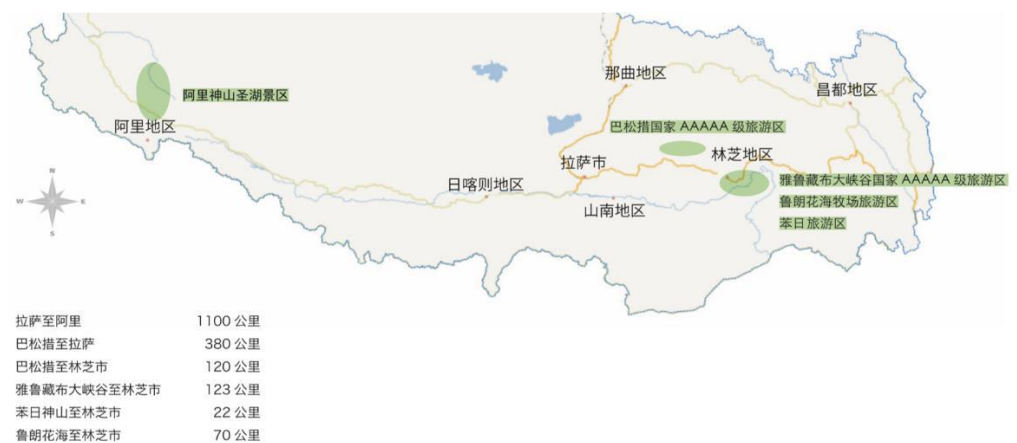 那曲地区
昌都地区
阿里神山圣湖景区
阿里地区
巴松措国家 AAAAA 级旅游区
林芝地区
拉萨市
雅鲁藏布大峡谷国家 AAAAA 级旅游区
日喀则地区
鲁朗花海牧场旅游区
山南地区
苯日旅游区
N
W
E
S
拉萨至阿里 1100 公里
巴松措至拉萨 380 公里
巴松措至林芝市 120 公里
雅鲁藏布大峡谷至林芝市 123 公里
苯日神山至林芝市 22 公里
鲁朗花海至林芝市 70 公里